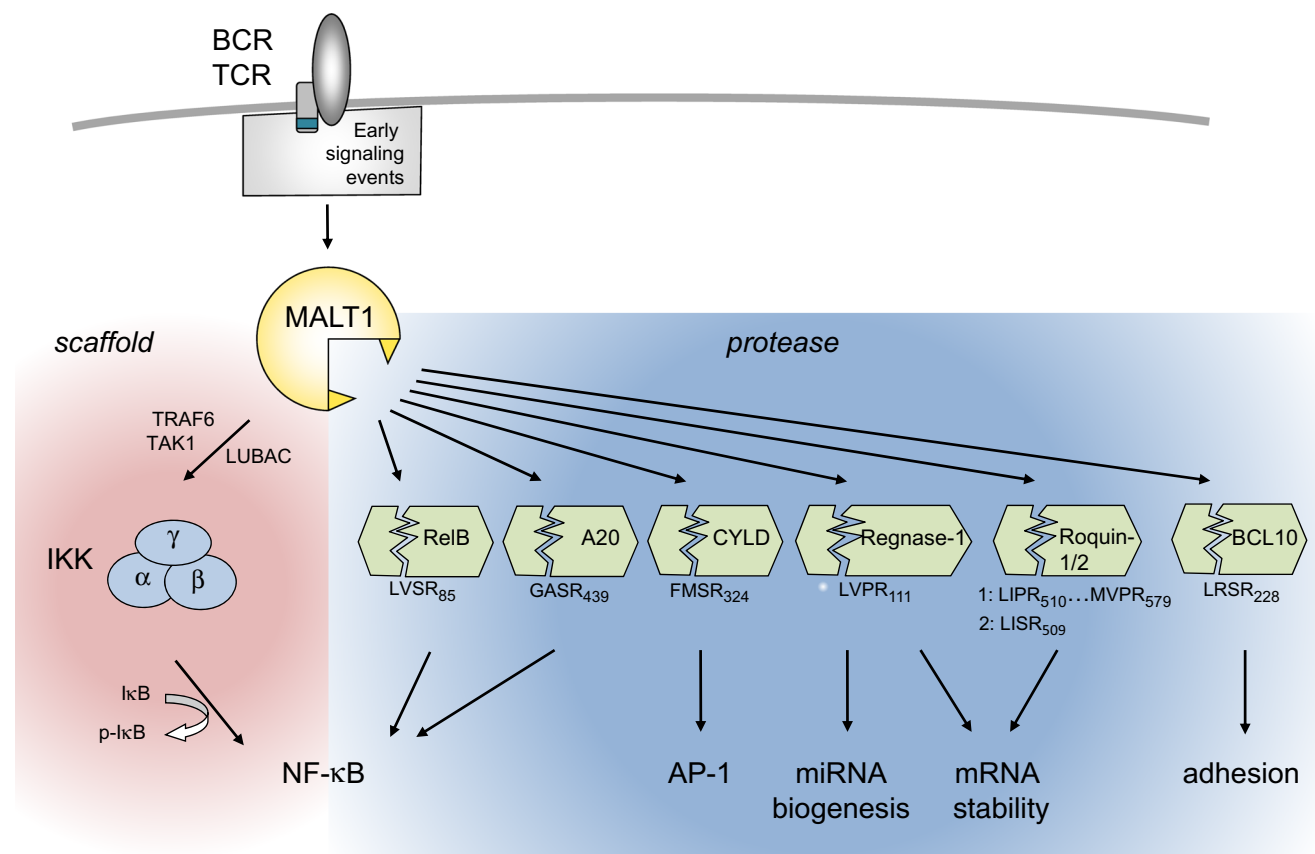 BCR
TCR
Early
signaling
events
MALT1
scaffold
protease
TRAF6
TAK1
LUBAC
IKK
γ
α
β
RelB
A20
CYLD
Regnase-1
Roquin-
1/2
BCL10
LVSR₈₅
GASR₄₃₉
FMSR₃₂₄
LVPR₁₁₁
1: LIPR₅₁₀…MVPR₅₇₉
2: LISR₅₀₉
LRSR₂₂₈
IκB
p-IκB
NF-κB
AP-1
miRNA
biogenesis
mRNA
stability
adhesion